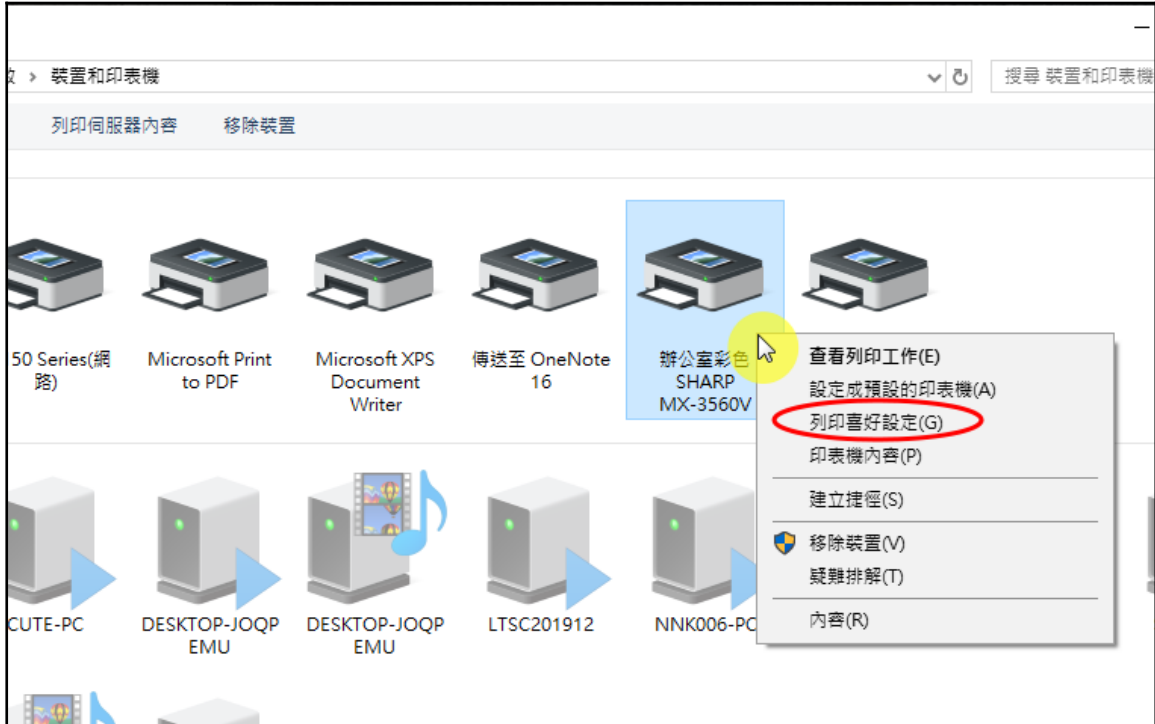 > 裝置和印表機
搜尋 裝置和印表機
列印伺服器內容 移除裝置
50 Series(網
路)
Microsoft Print
to PDF
Microsoft XPS
Document
Writer
傳送至 OneNote
16
辦公室彩色
SHARP
MX-3560V
查看列印工作(E)
設定成預設的印表機(A)
列印喜好設定(G)
印表機內容(P)
建立捷徑(S)
移除裝置(V)
疑難排解(T)
內容(R)
CUTE-PC
DESKTOP-JOQP
EMU
DESKTOP-JOQP
EMU
LTSC201912
NNK006-PC